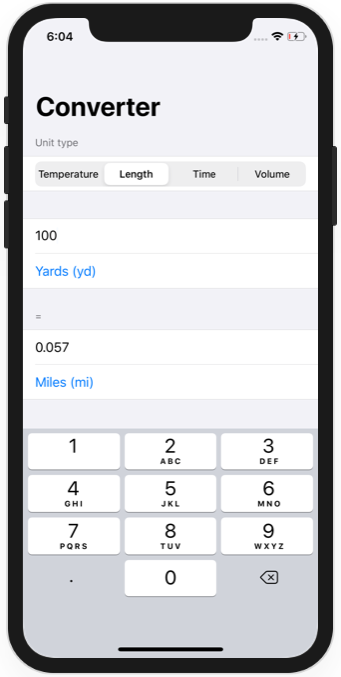 6:04
Converter
Unit type
Temperature Length Time Volume
100
Yards (yd)
=
0.057
Miles (mi)
1 2 3
ABC DEF
4 5 6
GHI JKL MNO
7 8 9
PQRS TUV WXYZ
. 0